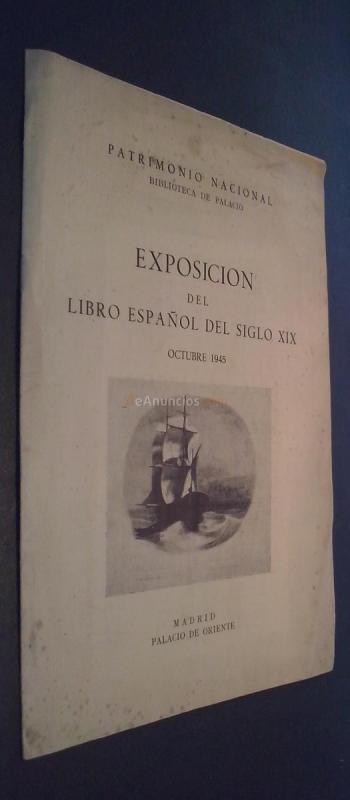 PATRIMONIO NACIONAL
BIBLIOTECA DE PALACIO
EXPOSICION
DEL
LIBRO ESPAÑOL DEL SIGLO XIX
OCTUBRE 1945
eAnuncios.com
MADRID
PALACIO DE ORIENTE